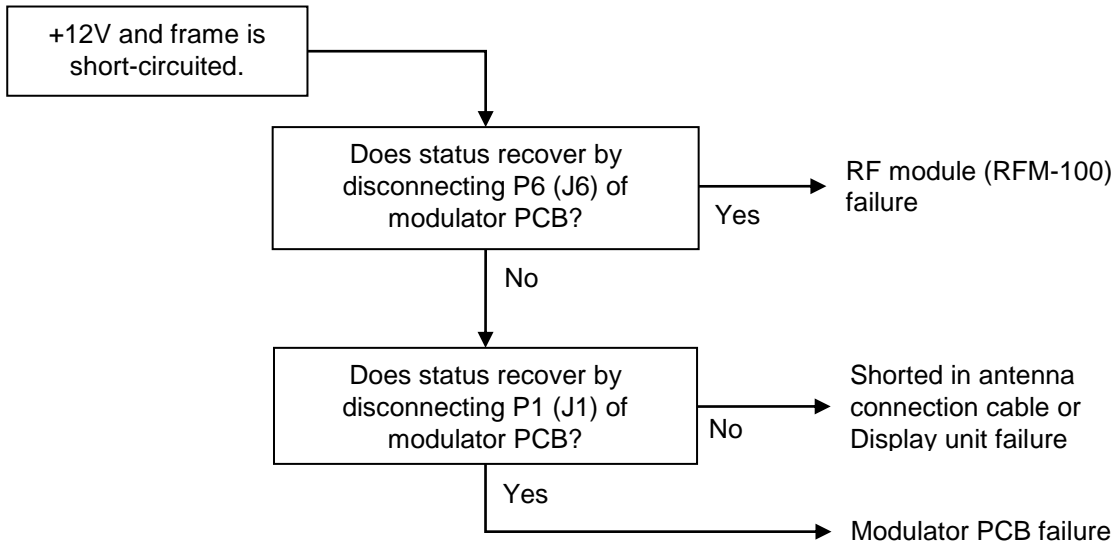 +12V and frame is
short-circuited.
Does status recover by
disconnecting P6 (J6) of
modulator PCB?
Yes
RF module (RFM-100)
failure
No
Does status recover by
disconnecting P1 (J1) of
modulator PCB?
No
Shorted in antenna
connection cable or
Display unit failure
Yes
Modulator PCB failure